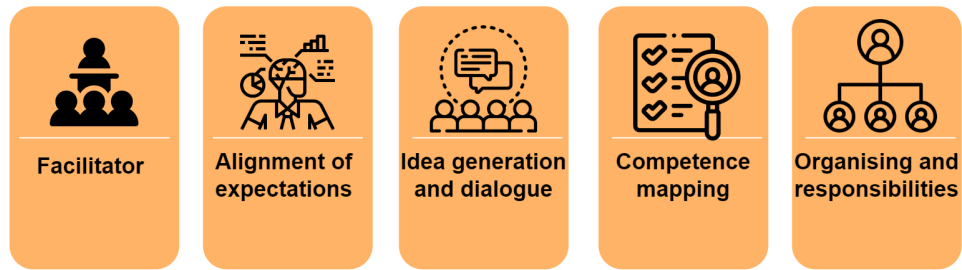 Facilitator
Alignment of
expectations
Idea generation
and dialogue
Competence
mapping
Organising and
responsibilities